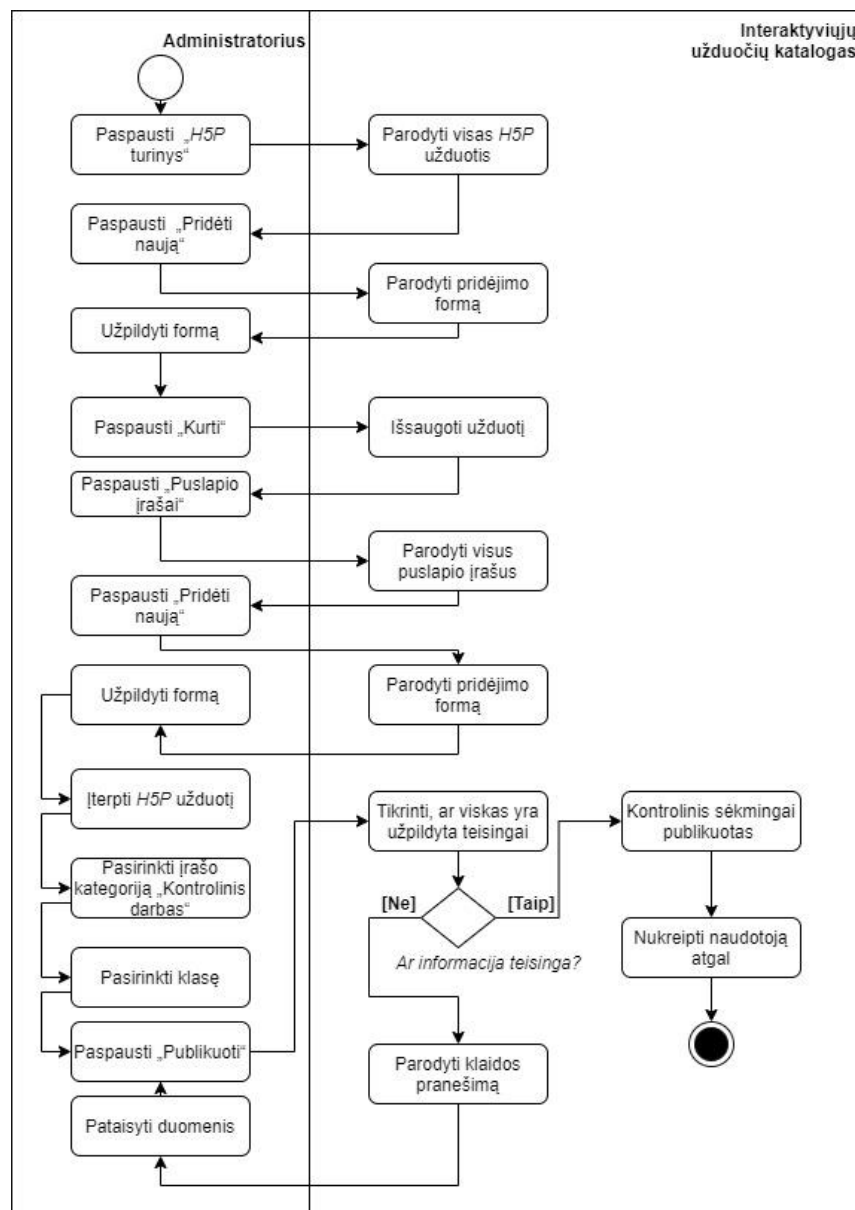 Administratorius
Interaktyviųjų
užduočių katalogas
Paspausti „H5P
turinys“
Parodyti visas H5P
užduotis
Paspausti „Pridėti
naują“
Parodyti pridėjimo
formą
Užpildyti formą
Paspausti „Kurti“
Išsaugoti užduotį
Paspausti „Puslapio
įrašai“
Parodyti visus
puslapio įrašus
Paspausti „Pridėti
naują“
Užpildyti formą
Parodyti pridėjimo
formą
Įterpti H5P užduotį
Tikrinti, ar viskas yra
užpildyta teisingai
Kontrolinis sėkmingai
publikuotas
Pasirinkti įrašo
kategoriją „Kontrolinis
darbas“
[Ne]
[Taip]
Ar informacija teisinga?
Nukreipti naudotoją
atgal
Pasirinkti klasę
Paspausti „Publikuoti“
Parodyti klaidos
pranešimą
Pataisyti duomenis